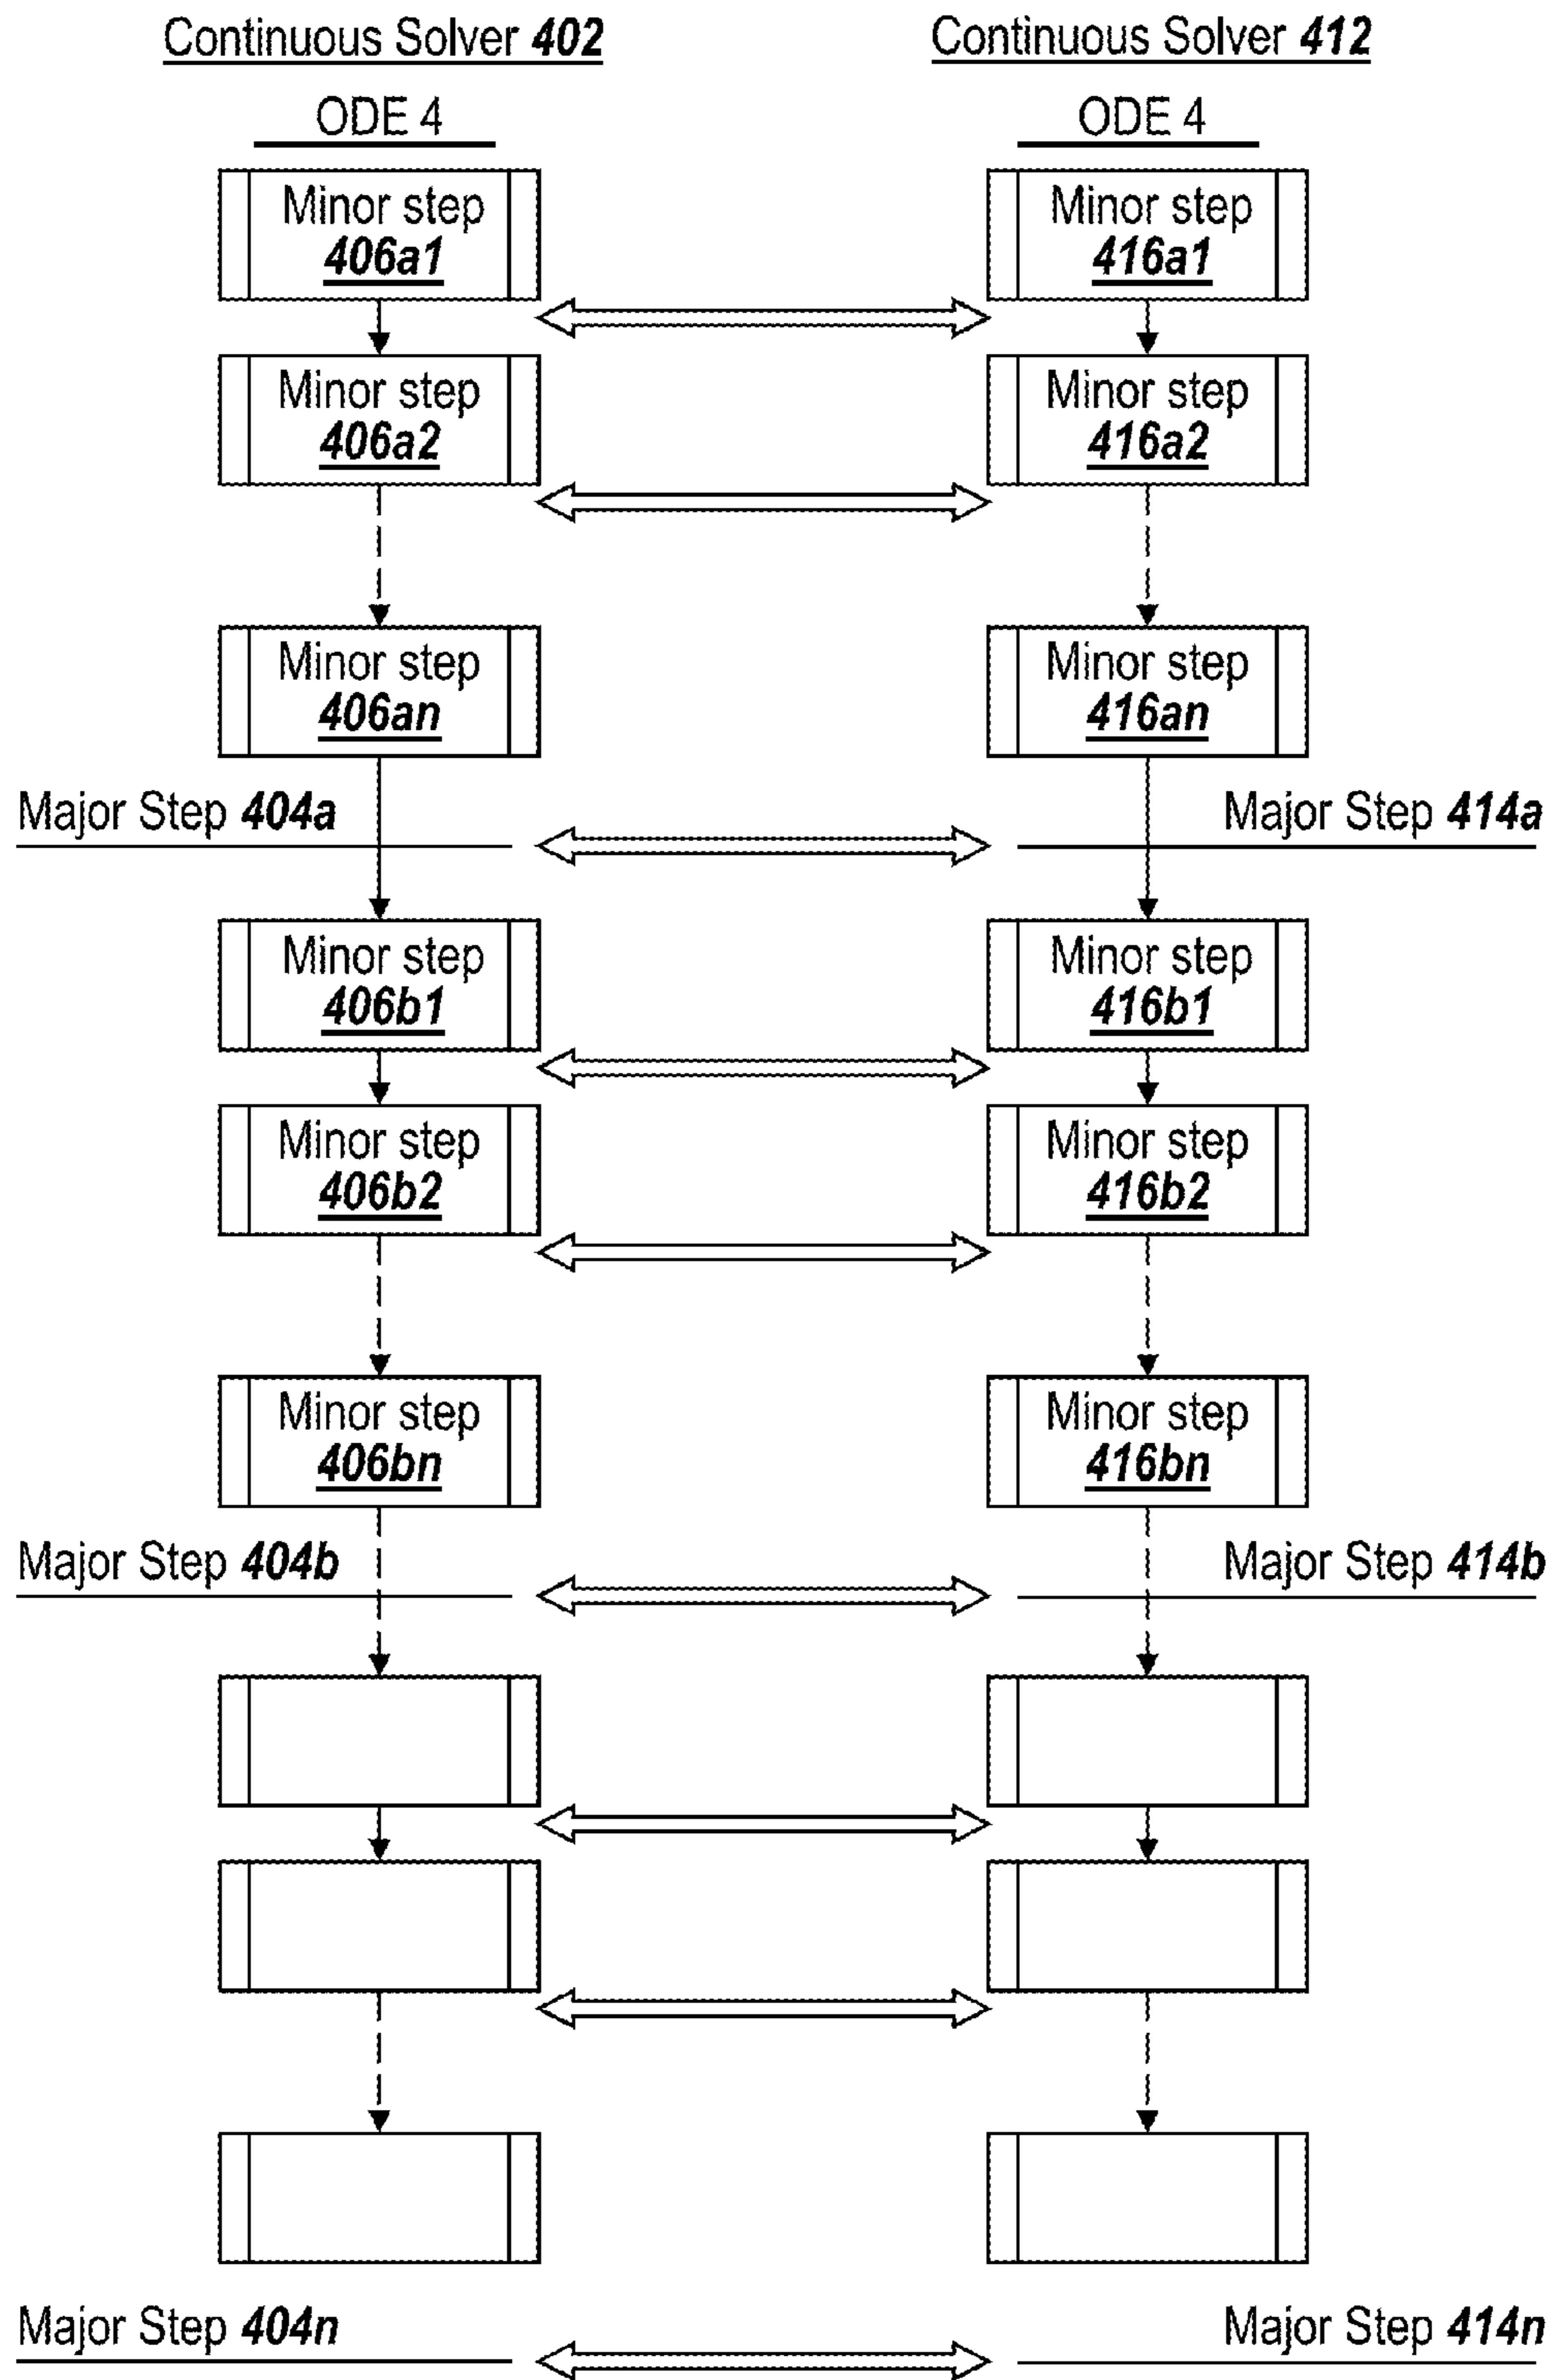 Continuous Solver 402
Continuous Solver 412
ODE 4
ODE 4
Minor step
406a1
Minor step
416a1
Minor step
406a2
Minor step
416a2
Minor step
406an
Minor step
416an
Major Step 404a
Major Step 414a
Minor step
406b1
Minor step
416b1
Minor step
406b2
Minor step
416b2
Minor step
406bn
Minor step
416bn
Major Step 404b
Major Step 414b
Major Step 404n
Major Step 414n